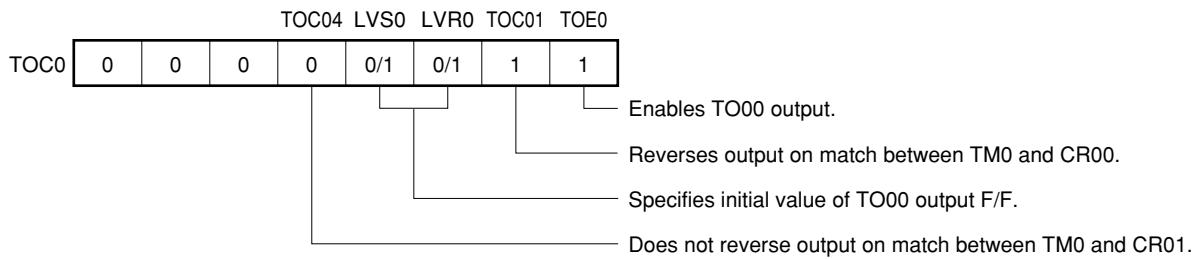 TOC04 LVS0 LVR0 TOC01 TOE0
TOC0 0 0 0 0 0/1 0/1 1 1
Enables TO00 output.
Reverses output on match between TM0 and CR00.
Specifies initial value of TO00 output F/F.
Does not reverse output on match between TM0 and CR01.